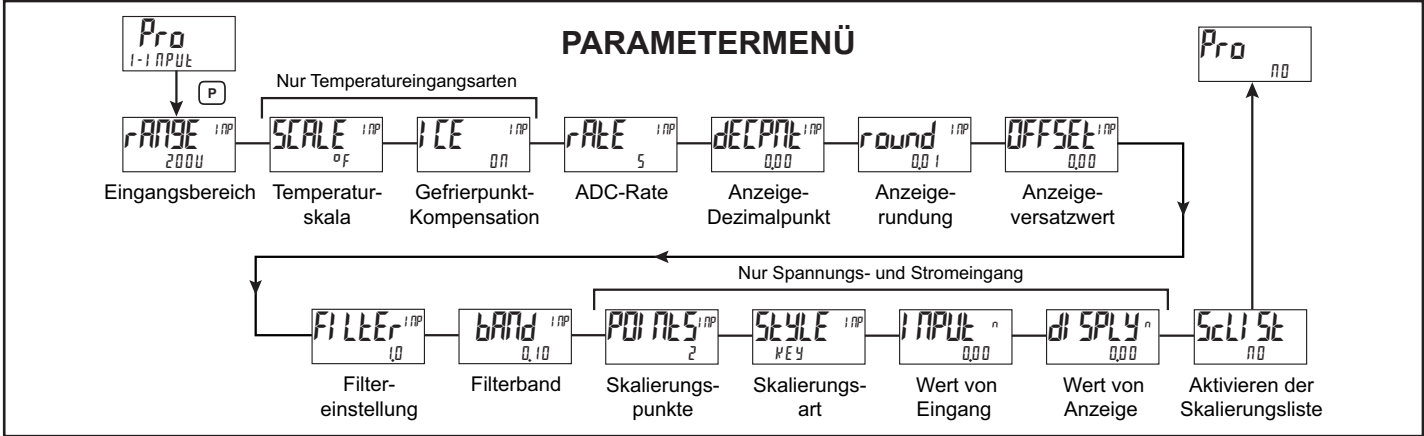 PARAMETERMENÜ
Pro
1-INPUt
P
Pro
NO
Nur Temperatureingangsarten
rANGE INP
200U
SCALE INP
°F
ICE INP
ON
rAtE INP
5
dECPNt INP
0.00
round INP
0.01
OFFSEt INP
0.00
Eingangsbereich
Temperatur-
skala
Gefrierpunkt-
Kompensation
ADC-Rate
Anzeige-
Dezimalpunkt
Anzeige-
rundung
Anzeige-
versatzwert
Nur Spannungs- und Stromeingang
FILtEr INP
1.0
bANd INP
0.10
POINtS INP
2
StYLE INP
KEY
INPUt n
0.00
dISPLY n
0.00
ScLISt
NO
Filter-
einstellung
Filterband
Skalierungs-
punkte
Skalierungs-
art
Wert von
Eingang
Wert von
Anzeige
Aktivieren der
Skalierungsliste